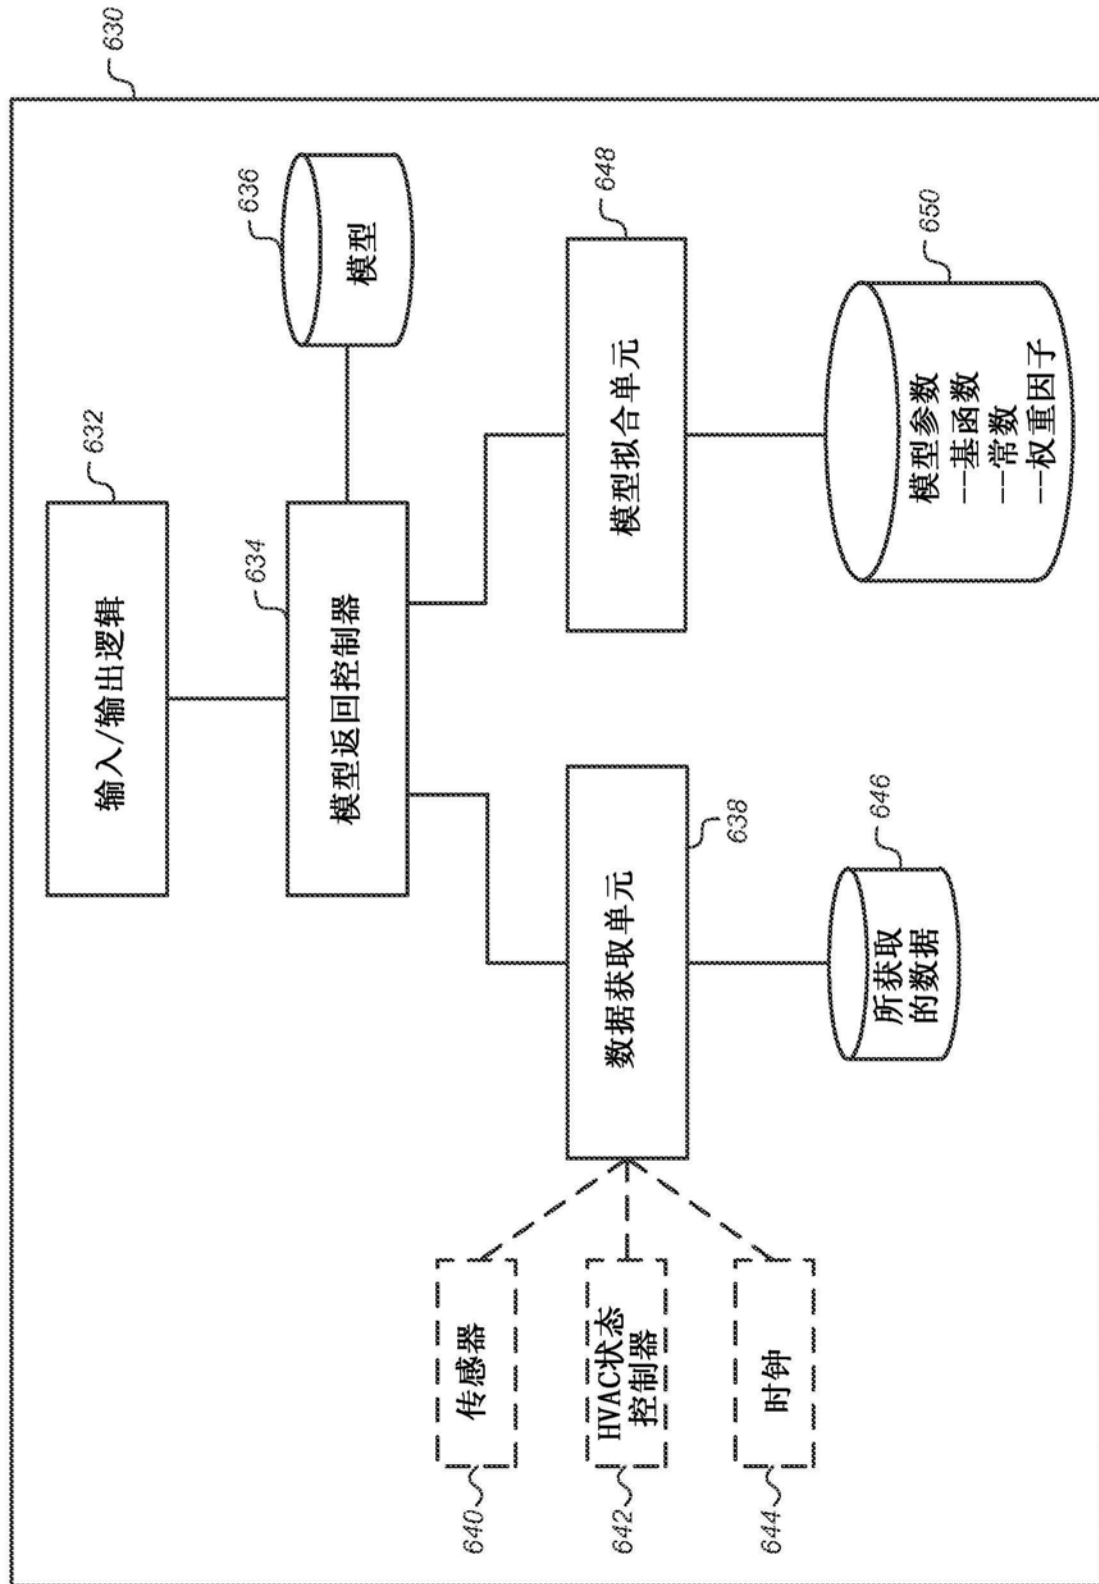 630
输入/输出逻辑
632
模型返回控制器
634
模型
636
传感器
640
HVAC状态
控制器
642
时钟
644
数据获取单元
638
模型拟合单元
648
所获取
的数据
646
模型参数
--基函数
--常数
--权重因子
650